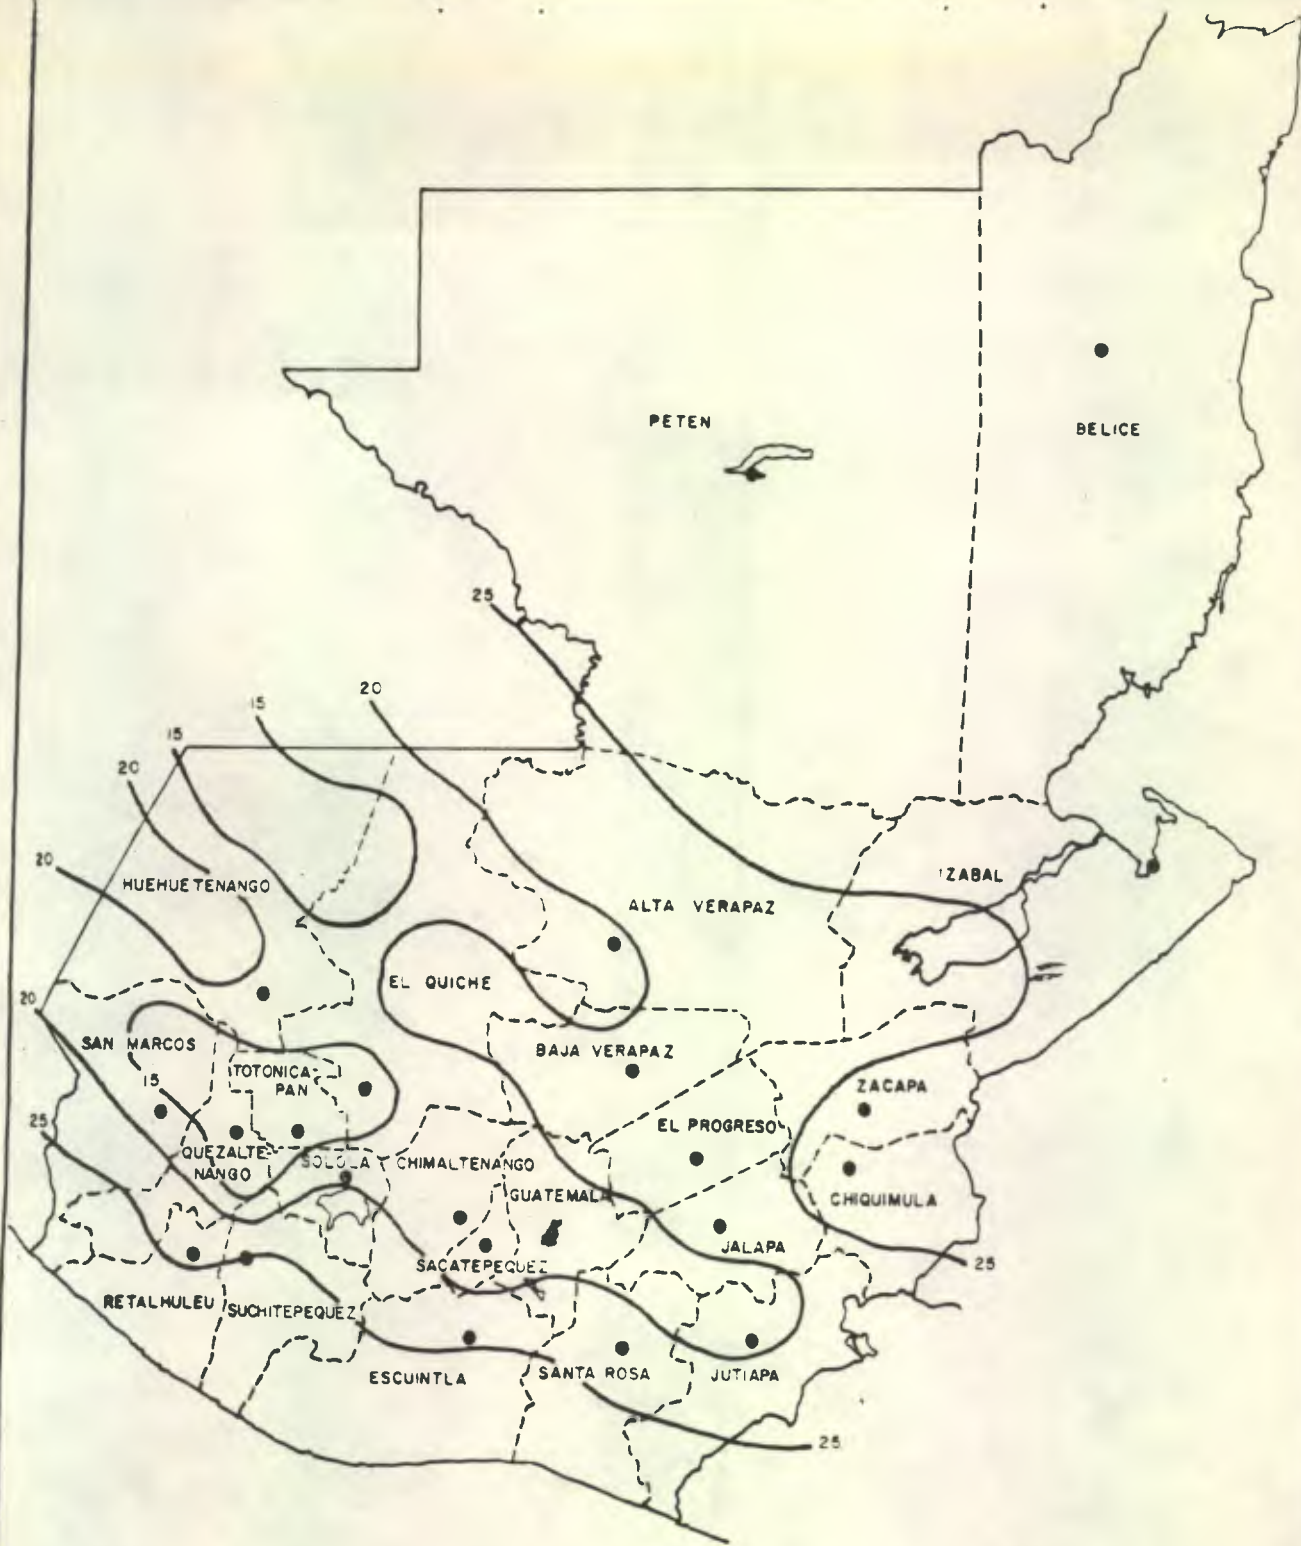 PETEN
BELICE
25
20
15
15
20
20
HUEHUETENANGO
IZABAL
ALTA VERAPAZ
EL QUICHE
20
SAN MARCOS
BAJA VERAPAZ
TOTONICA-
PAN
15
ZACAPA
25
EL PROGRESO
QUEZALTE-
NANGO
SOLOLA
CHIMALTENANGO
GUATEMALA
CHIQUIMULA
JALAPA
SACATEPEQUEZ
25
RETALHULEU
SUCHITEPEQUEZ
ESCUINTLA
SANTA ROSA
JUTIAPA
25